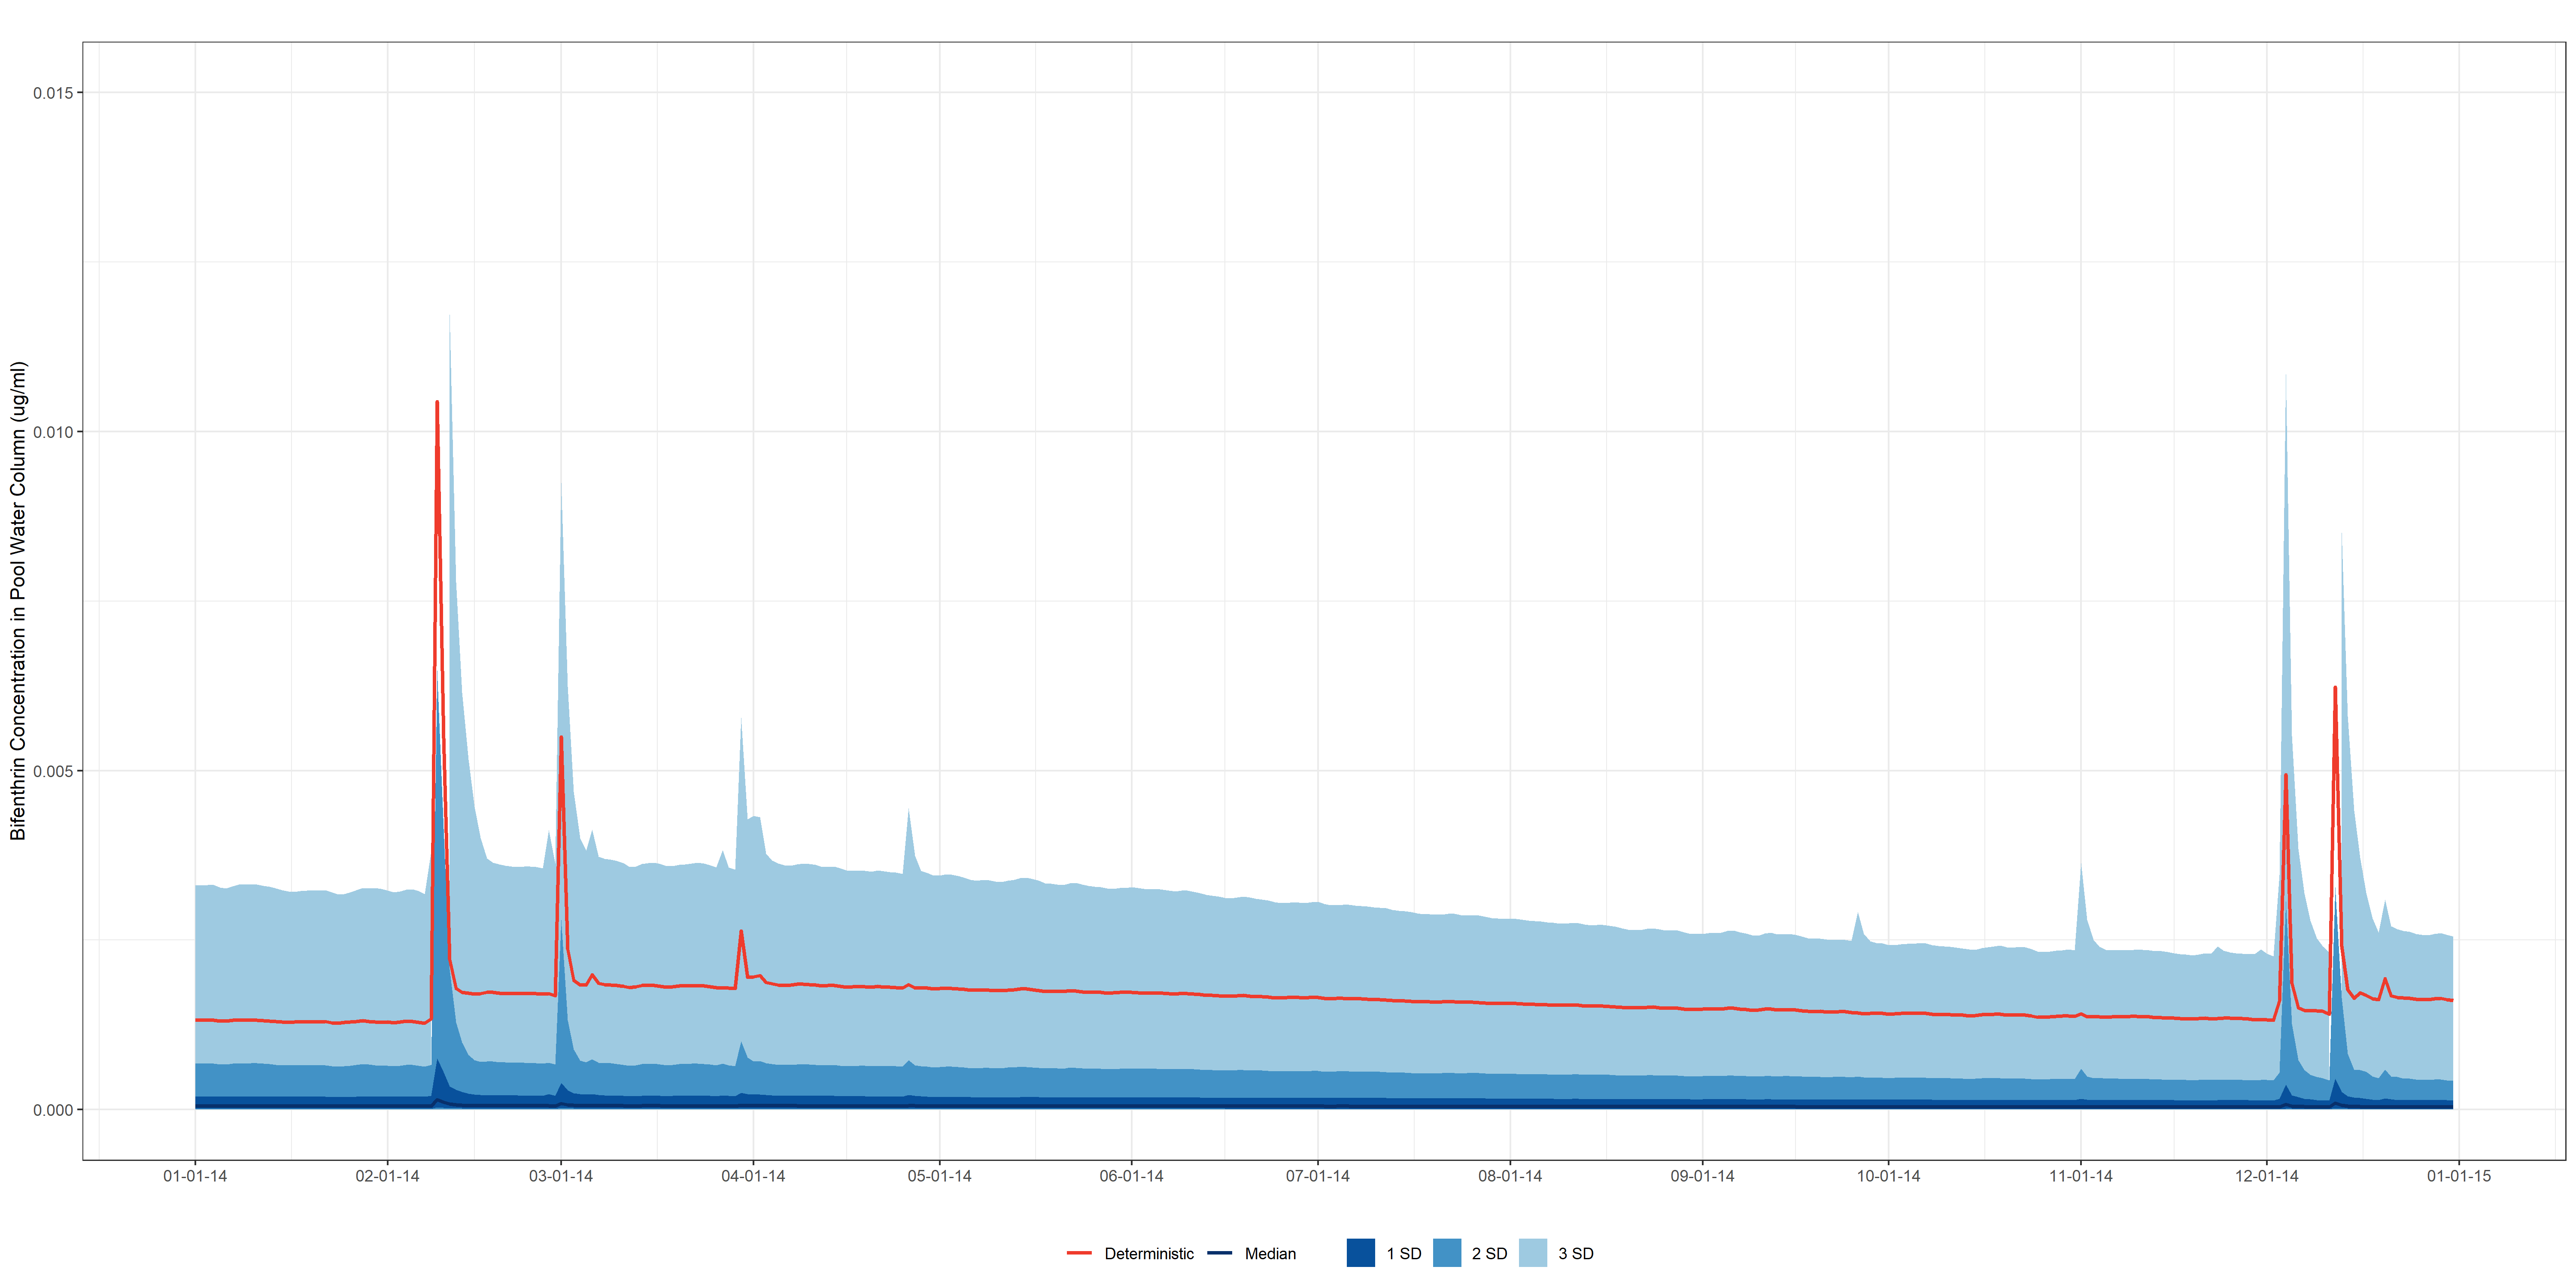 Bifenthrin Concentration in Pool Water Column (ug/ml)
0.015
0.010
0.005
0.000
01-01-14 02-01-14 03-01-14 04-01-14 05-01-14 06-01-14 07-01-14 08-01-14 09-01-14 10-01-14 11-01-14 12-01-14 01-01-15
Deterministic Median 1 SD 2 SD 3 SD